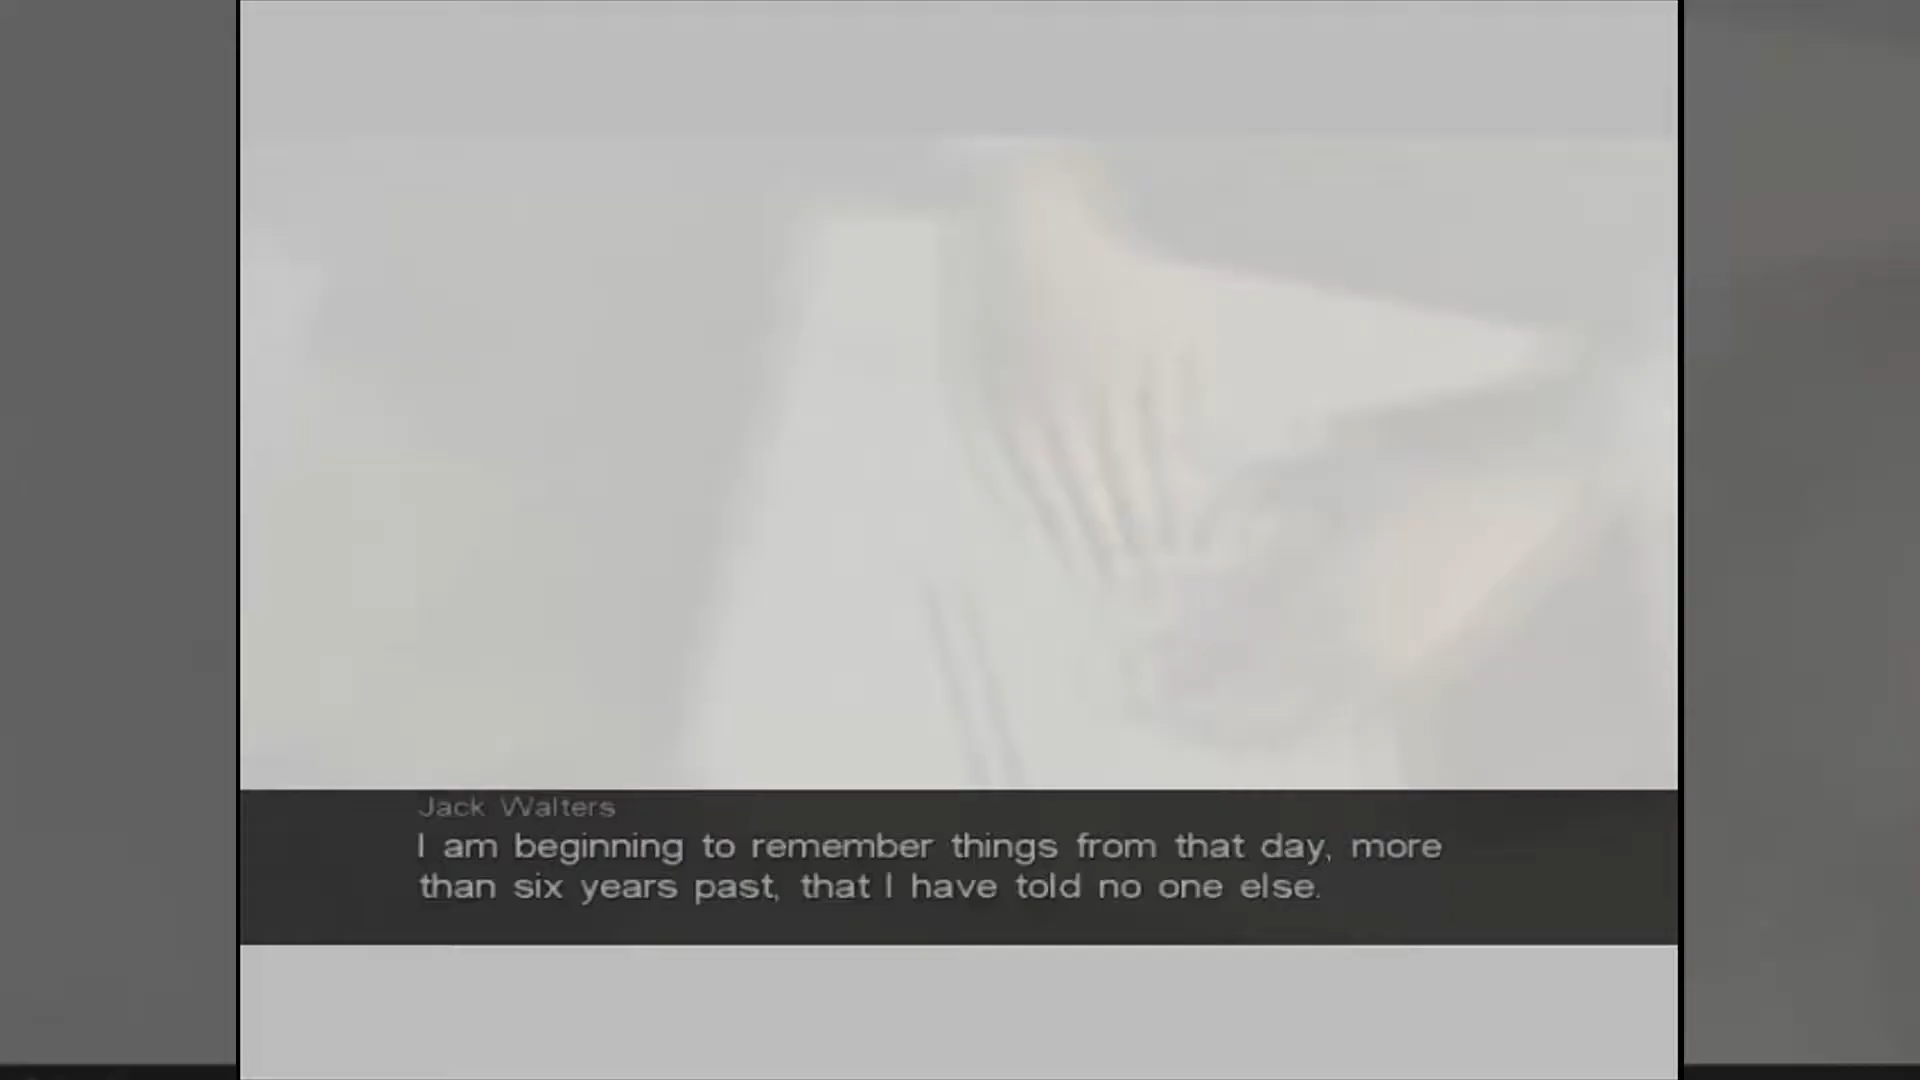 Jack Walters
I am beginning to remember things from that day, more
than six years past, that I have told no one else.